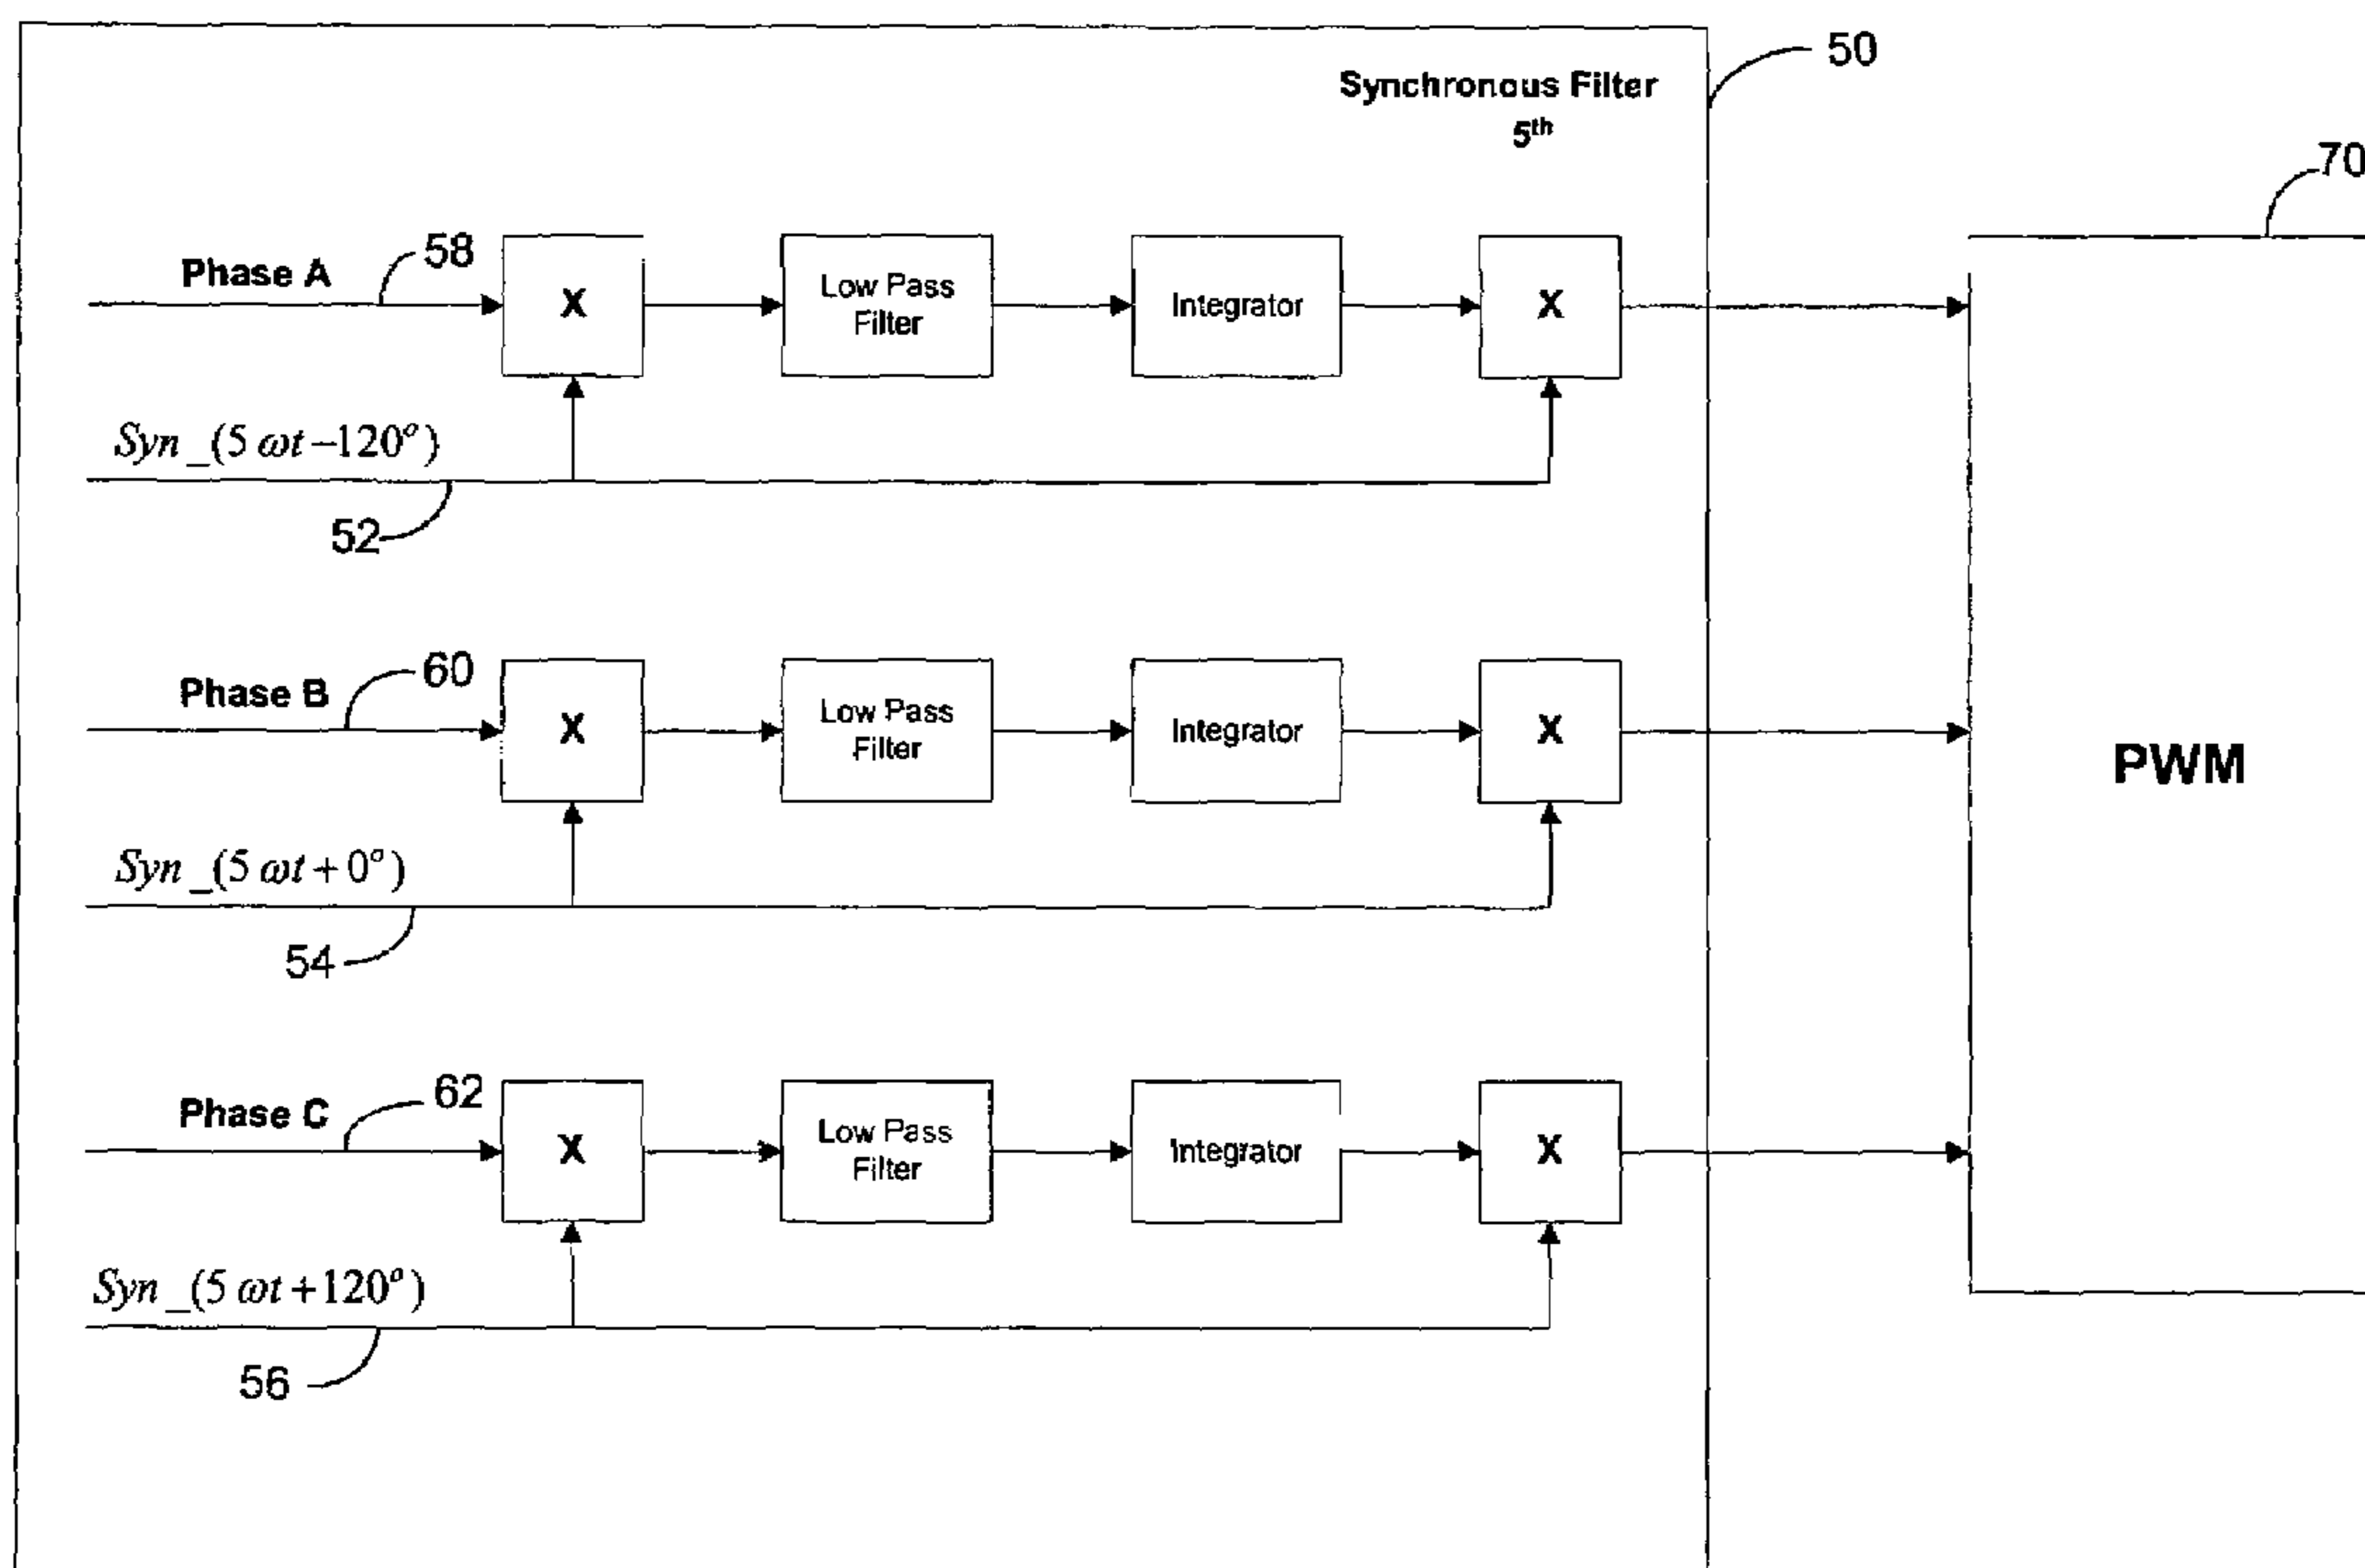 50
Synchronous Filter
5th
70
Phase A
58
X
Low Pass
Filter
Integrator
X
Syn_(5 ωt−120°)
52
Phase B
60
X
Low Pass
Filter
Integrator
X
PWM
Syn_(5 ωt+0°)
54
Phase C
62
X
Low Pass
Filter
Integrator
X
Syn_(5 ωt+120°)
56